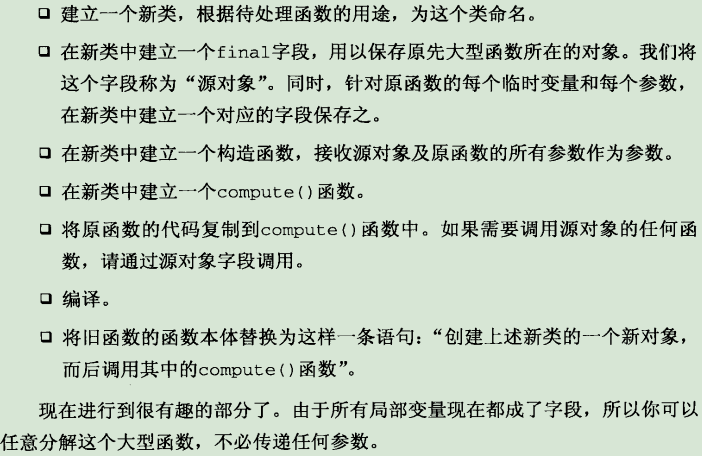 ❑ 建立一个新类，根据待处理函数的用途，为这个类命名。
❑ 在新类中建立一个final字段，用以保存原先大型函数所在的对象。我们将
这个字段称为“源对象”。同时，针对原函数的每个临时变量和每个参数，
在新类中建立一个对应的字段保存之。
❑ 在新类中建立一个构造函数，接收源对象及原函数的所有参数作为参数。
❑ 在新类中建立一个compute()函数。
❑ 将原函数的代码复制到compute()函数中。如果需要调用源对象的任何函
数，请通过源对象字段调用。
❑ 编译。
❑ 将旧函数的函数本体替换为这样一条语句：“创建上述新类的一个新对象，
而后调用其中的compute()函数”。
现在进行到很有趣的部分了。由于所有局部变量现在都成了字段，所以你可以
任意分解这个大型函数，不必传递任何参数。